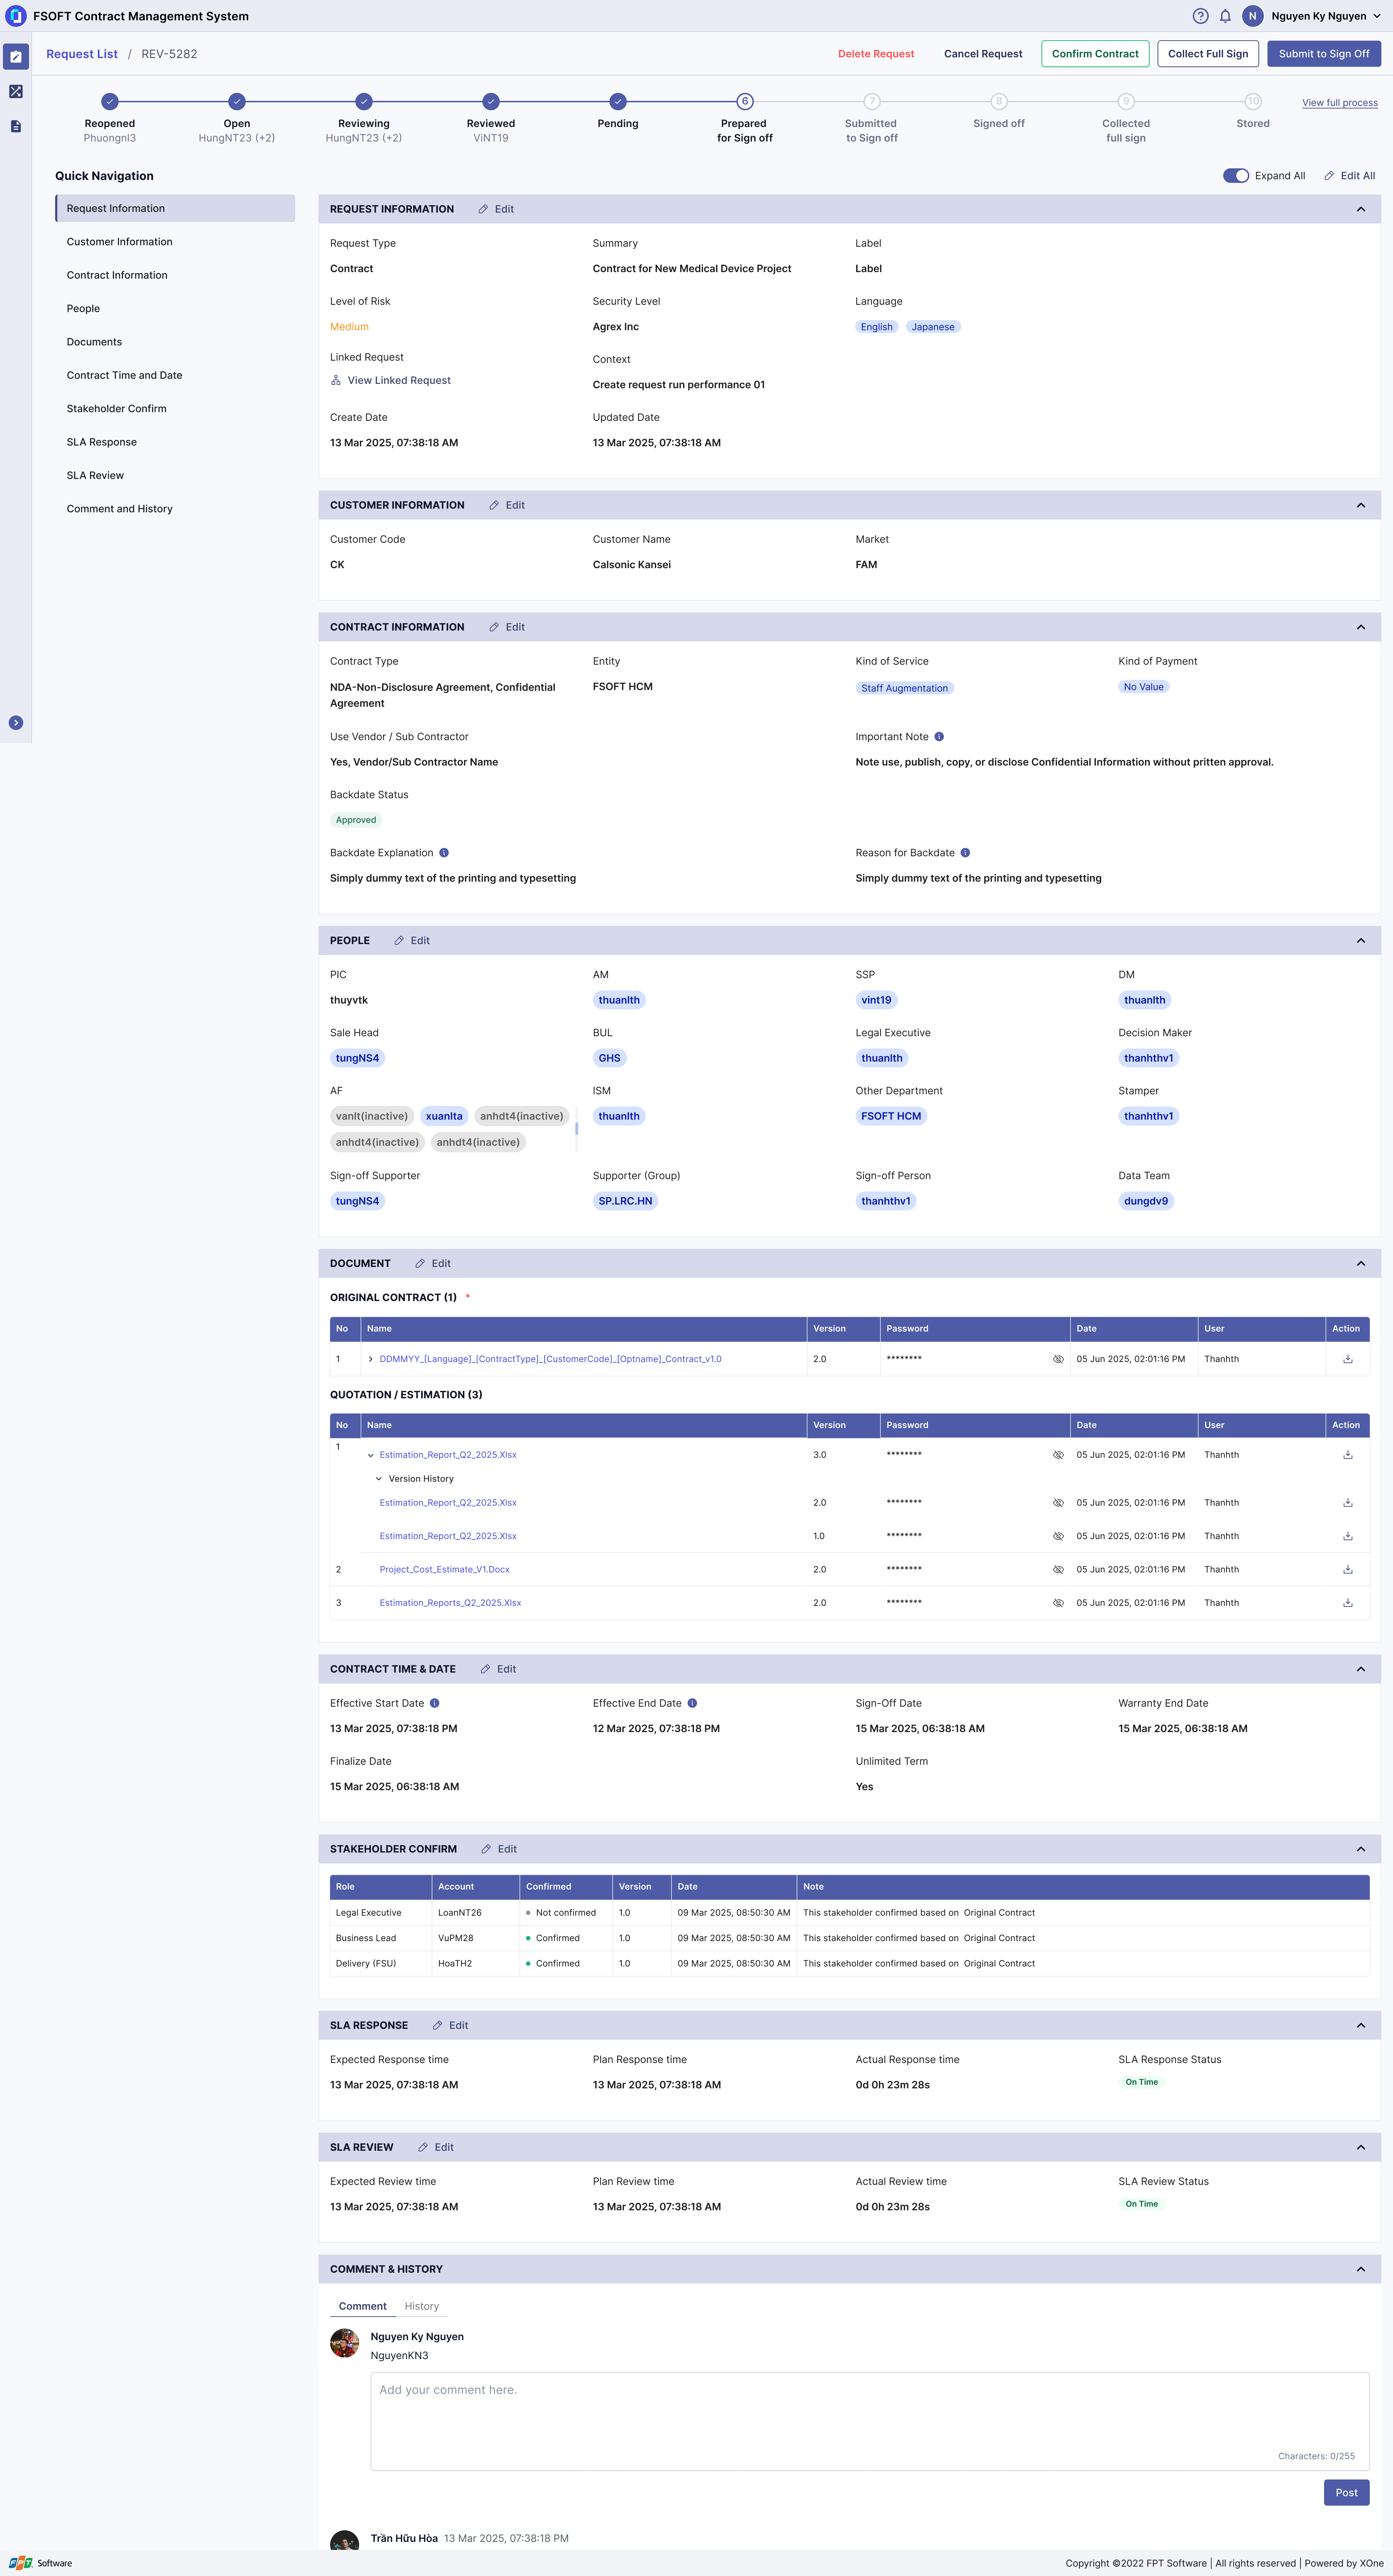 FSOFT Contract Management System
N Nguyen Ky Nguyen
Request List / REV-5282
Delete Request Cancel Request Confirm Contract Collect Full Sign Submit to Sign Off
6 7 8 9 10
View full process
Reopened Open Reviewing Reviewed Pending Prepared for Sign off Submitted to Sign off Signed off Collected full sign Stored
Phuongnl3 HungNT23 (+2) HungNT23 (+2) ViNT19
Quick Navigation
Expand All Edit All
Request Information
Customer Information
Contract Information
People
Documents
Contract Time and Date
Stakeholder Confirm
SLA Response
SLA Review
Comment and History
REQUEST INFORMATION Edit
Request Type Summary Label
Contract Contract for New Medical Device Project Label
Level of Risk Security Level Language
Medium Agrex Inc English Japanese
Linked Request Context
View Linked Request Create request run performance 01
Create Date Updated Date
13 Mar 2025, 07:38:18 AM 13 Mar 2025, 07:38:18 AM
CUSTOMER INFORMATION Edit
Customer Code Customer Name Market
CK Calsonic Kansei FAM
CONTRACT INFORMATION Edit
Contract Type Entity Kind of Service Kind of Payment
NDA-Non-Disclosure Agreement, Confidential Agreement FSOFT HCM Staff Augmentation No Value
Use Vendor / Sub Contractor Important Note
Yes, Vendor/Sub Contractor Name Note use, publish, copy, or disclose Confidential Information without pritten approval.
Backdate Status
Approved
Backdate Explanation Reason for Backdate
Simply dummy text of the printing and typesetting Simply dummy text of the printing and typesetting
PEOPLE Edit
PIC AM SSP DM
thuyvtk thuanlth vint19 thuanlth
Sale Head BUL Legal Executive Decision Maker
tungNS4 GHS thuanlth thanhthv1
AF ISM Other Department Stamper
vanlt(inactive) xuanlta anhdt4(inactive) thuanlth FSOFT HCM thanhthv1
anhdt4(inactive) anhdt4(inactive)
Sign-off Supporter Supporter (Group) Sign-off Person Data Team
tungNS4 SP.LRC.HN thanhthv1 dungdv9
DOCUMENT Edit
ORIGINAL CONTRACT (1) *
No Name Version Password Date User Action
1 DDMMYY_[Language]_[ContractType]_[CustomerCode]_[Optname]_Contract_v1.0 2.0 ******** 05 Jun 2025, 02:01:16 PM Thanhth
QUOTATION / ESTIMATION (3)
No Name Version Password Date User Action
1 Estimation_Report_Q2_2025.Xlsx 3.0 ******** 05 Jun 2025, 02:01:16 PM Thanhth
Version History
Estimation_Report_Q2_2025.Xlsx 2.0 ******** 05 Jun 2025, 02:01:16 PM Thanhth
Estimation_Report_Q2_2025.Xlsx 1.0 ******** 05 Jun 2025, 02:01:16 PM Thanhth
2 Project_Cost_Estimate_V1.Docx 2.0 ******** 05 Jun 2025, 02:01:16 PM Thanhth
3 Estimation_Reports_Q2_2025.Xlsx 2.0 ******** 05 Jun 2025, 02:01:16 PM Thanhth
CONTRACT TIME & DATE Edit
Effective Start Date Effective End Date Sign-Off Date Warranty End Date
13 Mar 2025, 07:38:18 PM 12 Mar 2025, 07:38:18 PM 15 Mar 2025, 06:38:18 AM 15 Mar 2025, 06:38:18 AM
Finalize Date Unlimited Term
15 Mar 2025, 06:38:18 AM Yes
STAKEHOLDER CONFIRM Edit
Role Account Confirmed Version Date Note
Legal Executive LoanNT26 Not confirmed 1.0 09 Mar 2025, 08:50:30 AM This stakeholder confirmed based on Original Contract
Business Lead VuPM28 Confirmed 1.0 09 Mar 2025, 08:50:30 AM This stakeholder confirmed based on Original Contract
Delivery (FSU) HoaTH2 Confirmed 1.0 09 Mar 2025, 08:50:30 AM This stakeholder confirmed based on Original Contract
SLA RESPONSE Edit
Expected Response time Plan Response time Actual Response time SLA Response Status
13 Mar 2025, 07:38:18 AM 13 Mar 2025, 07:38:18 AM 0d 0h 23m 28s On Time
SLA REVIEW Edit
Expected Review time Plan Review time Actual Review time SLA Review Status
13 Mar 2025, 07:38:18 AM 13 Mar 2025, 07:38:18 AM 0d 0h 23m 28s On Time
COMMENT & HISTORY
Comment History
Nguyen Ky Nguyen
NguyenKN3
Add your comment here.
Characters: 0/255
Post
Trần Hữu Hòa 13 Mar 2025, 07:38:18 PM
FPT Software
Copyright ©2022 FPT Software | All rights reserved | Powered by XOne